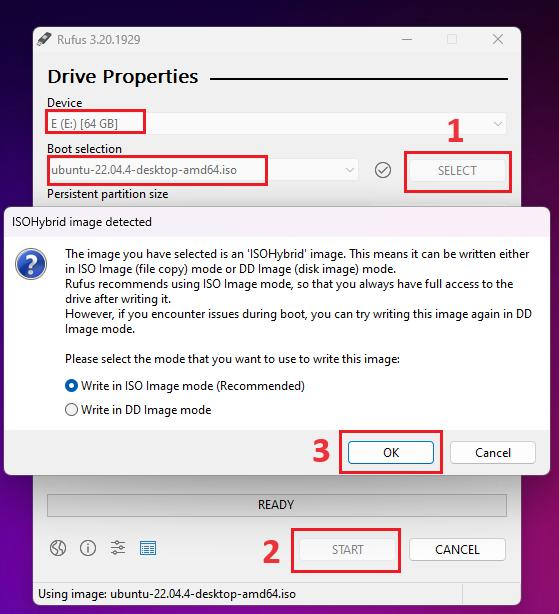 Rufus 3.20.1929
Drive Properties
Device
E (E:) [64 GB]
1
Boot selection
ubuntu-22.04.4-desktop-amd64.iso
SELECT
Persistent partition size
ISOHybrid image detected
The image you have selected is an 'ISOHybrid' image. This means it can be written either
in ISO Image (file copy) mode or DD Image (disk image) mode.
Rufus recommends using ISO Image mode, so that you always have full access to the
drive after writing it.
However, if you encounter issues during boot, you can try writing this image again in DD
Image mode.
Please select the mode that you want to use to write this image:
Write in ISO Image mode (Recommended)
Write in DD Image mode
3
OK
Cancel
READY
2
START
CANCEL
Using image: ubuntu-22.04.4-desktop-amd64.iso